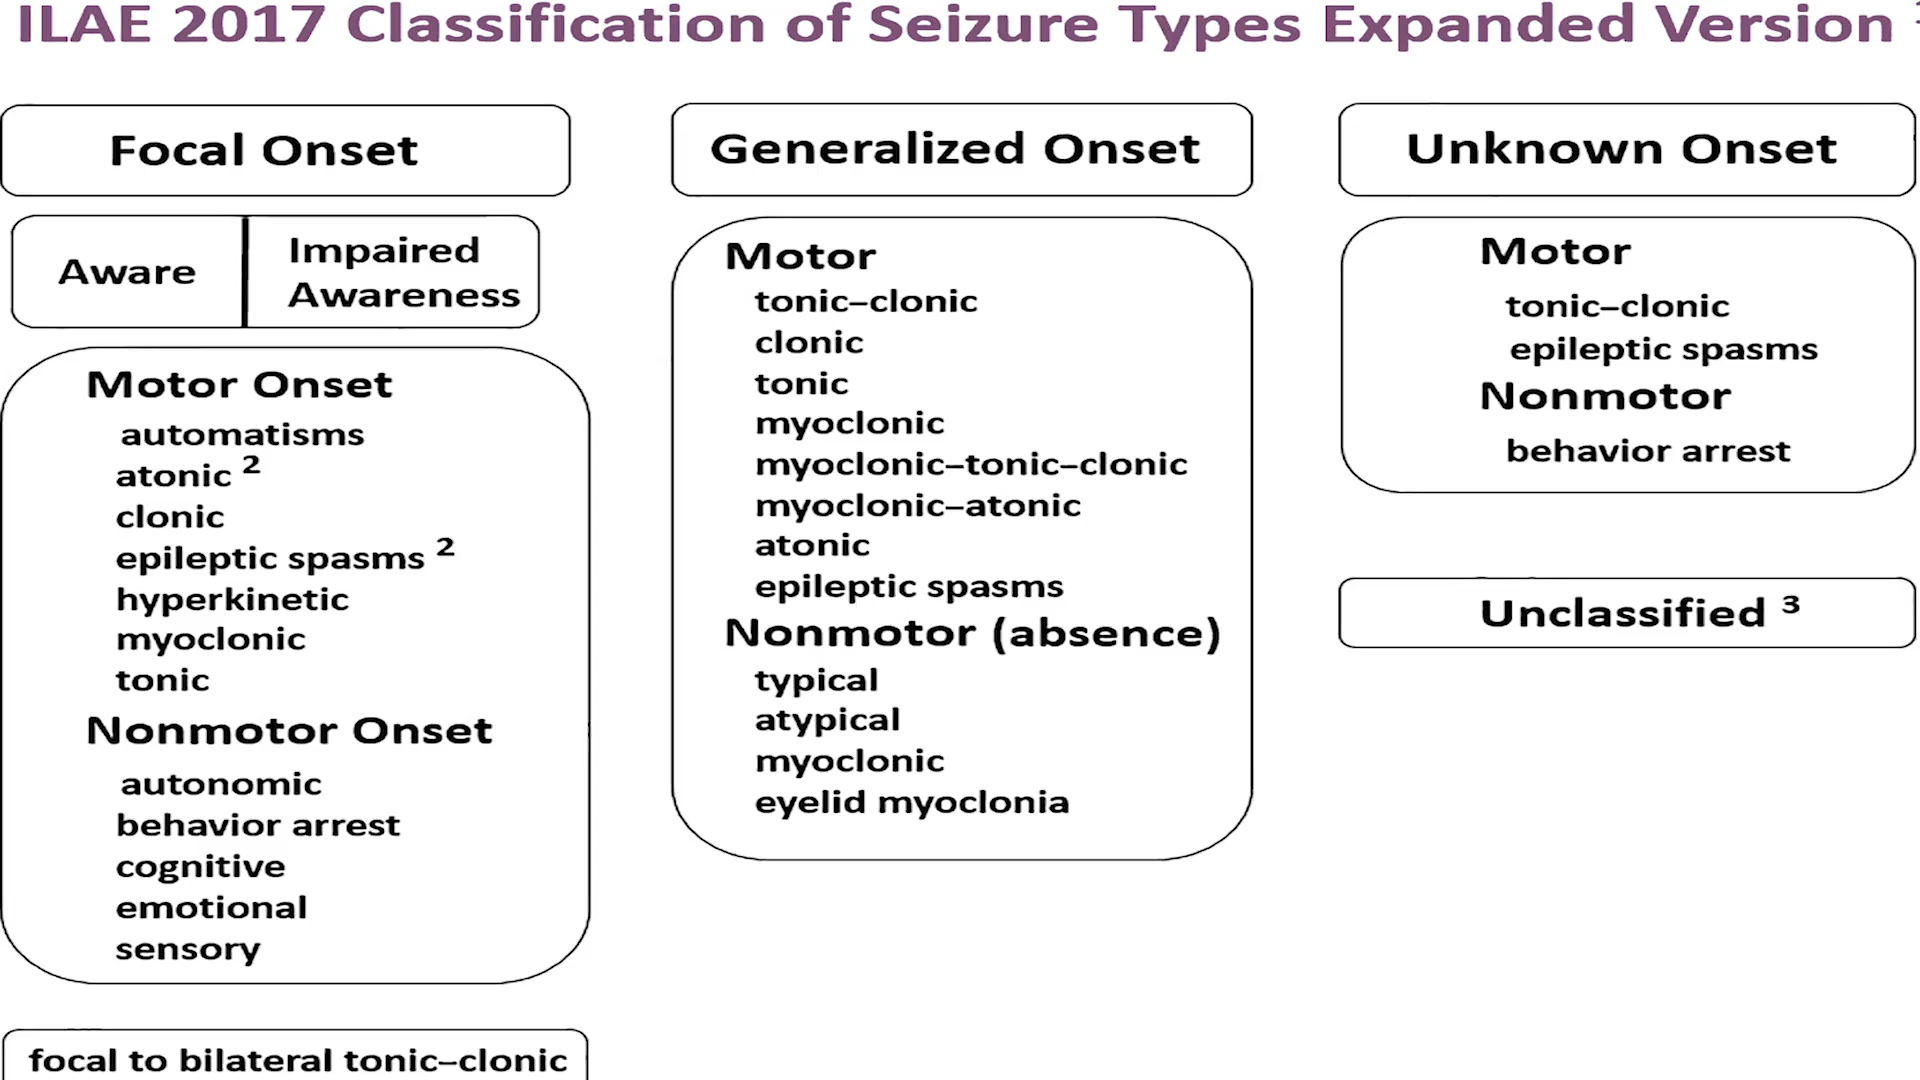 ILAE 2017 Classification of Seizure Types Expanded Version
Focal Onset
Aware
Impaired
Awareness
Motor Onset
automatisms
atonic 2
clonic
epileptic spasms 2
hyperkinetic
myoclonic
tonic
Nonmotor Onset
autonomic
behavior arrest
cognitive
emotional
sensory
focal to bilateral tonic–clonic
Generalized Onset
Motor
tonic–clonic
clonic
tonic
myoclonic
myoclonic–tonic–clonic
myoclonic–atonic
atonic
epileptic spasms
Nonmotor (absence)
typical
atypical
myoclonic
eyelid myoclonia
Unknown Onset
Motor
tonic–clonic
epileptic spasms
Nonmotor
behavior arrest
Unclassified 3